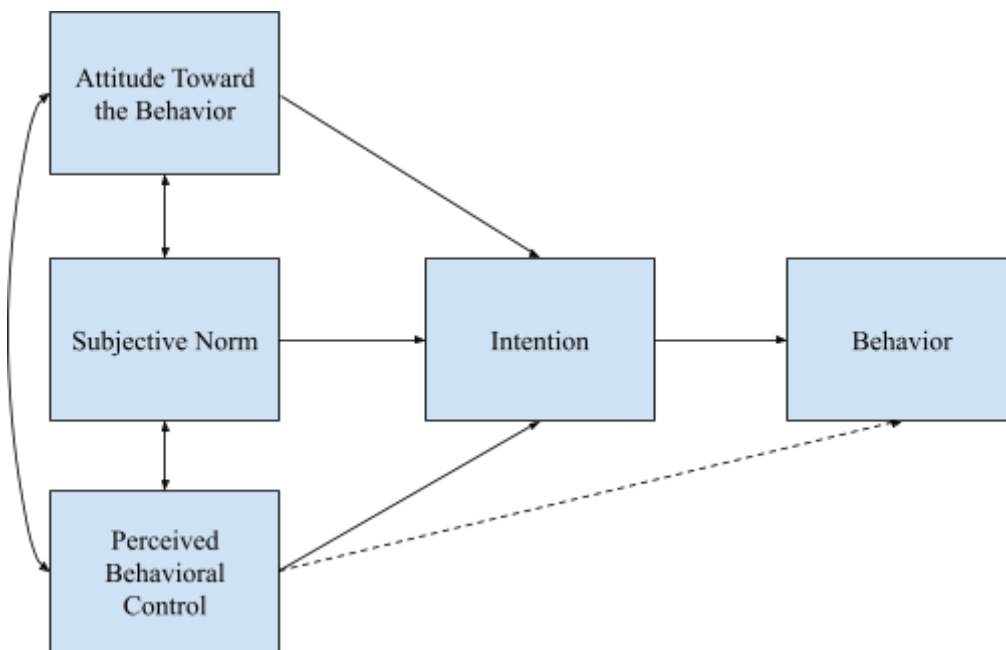 Attitude Toward
the Behavior
Subjective Norm
Intention
Behavior
Perceived
Behavioral
Control